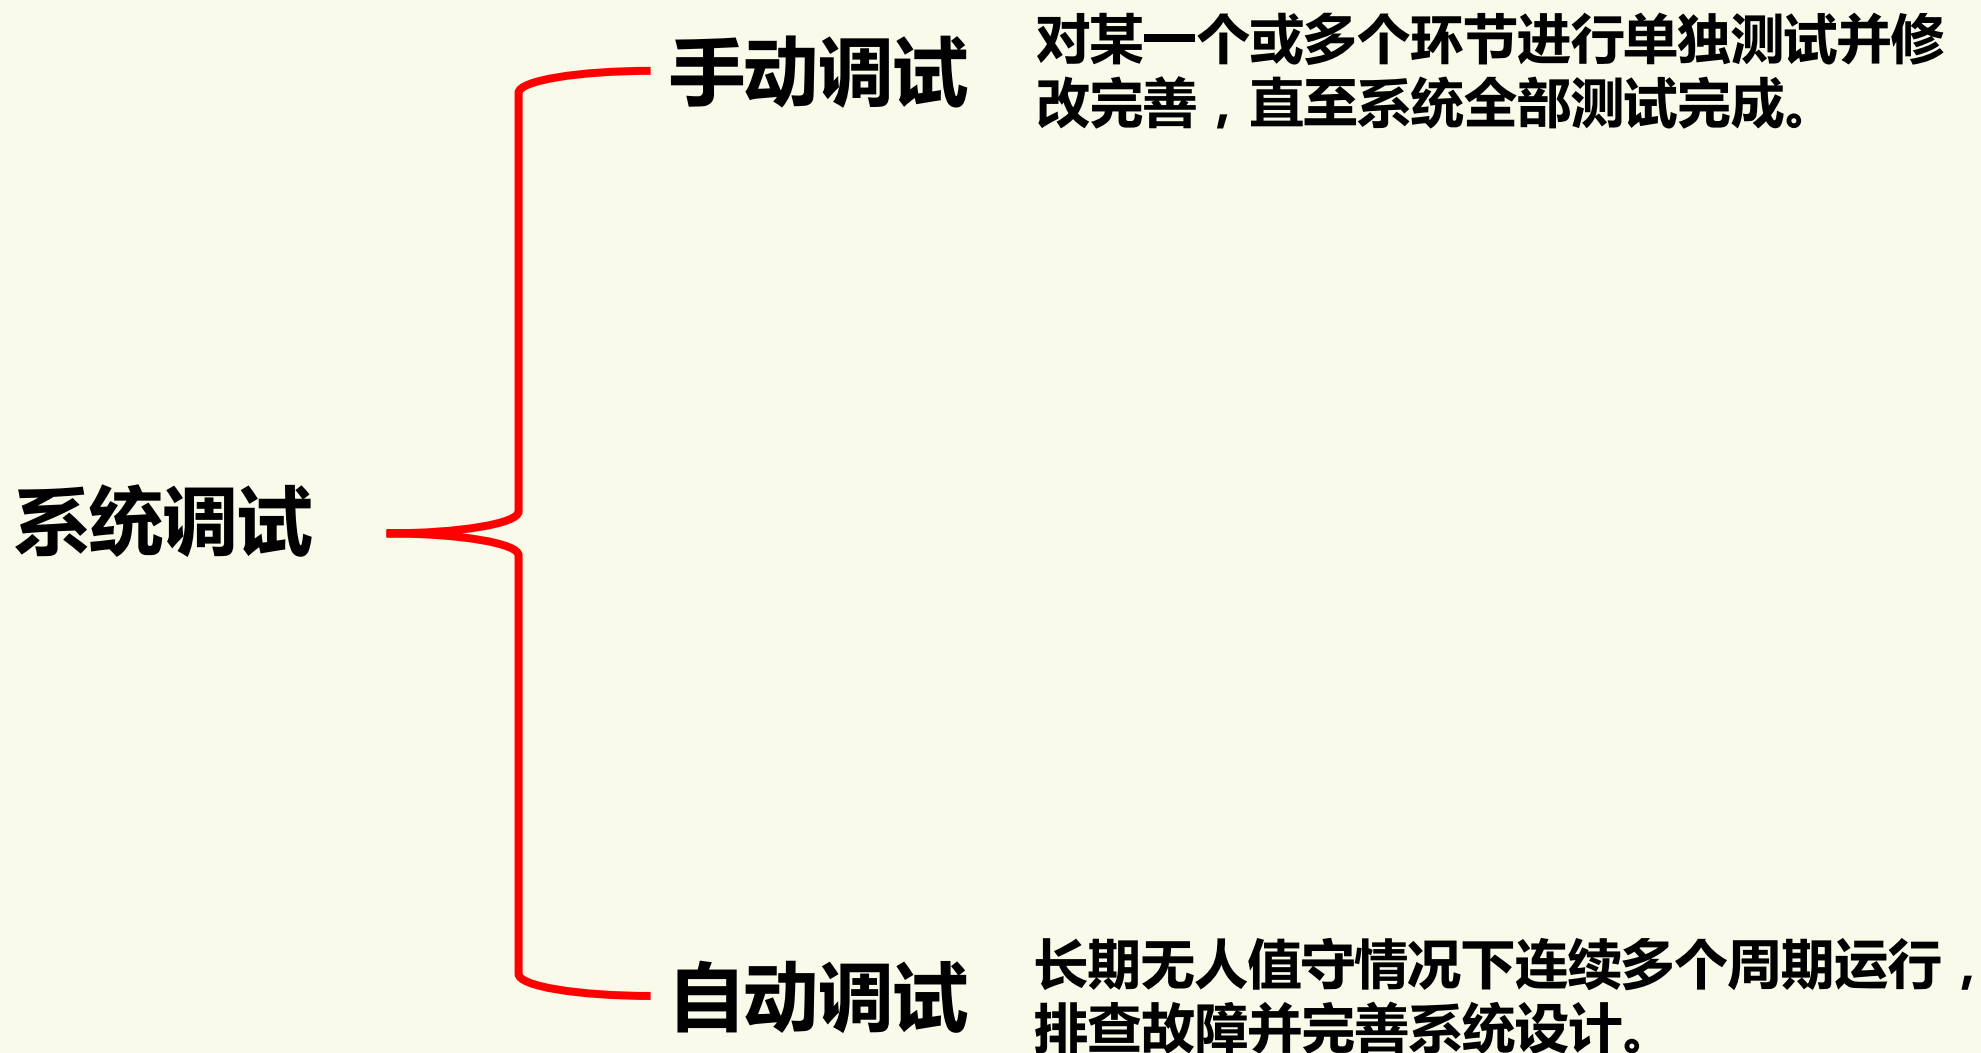 手动调试
对某一个或多个环节进行单独测试并修
改完善，直至系统全部测试完成。
系统调试
自动调试
长期无人值守情况下连续多个周期运行，
排查故障并完善系统设计。